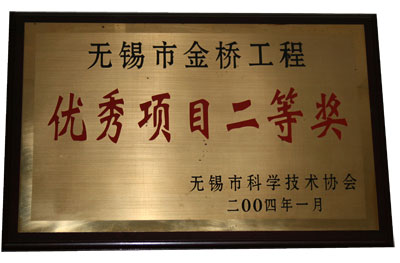 无锡市金桥工程
优秀项目二等奖
无锡市科学技术协会
二00四年一月